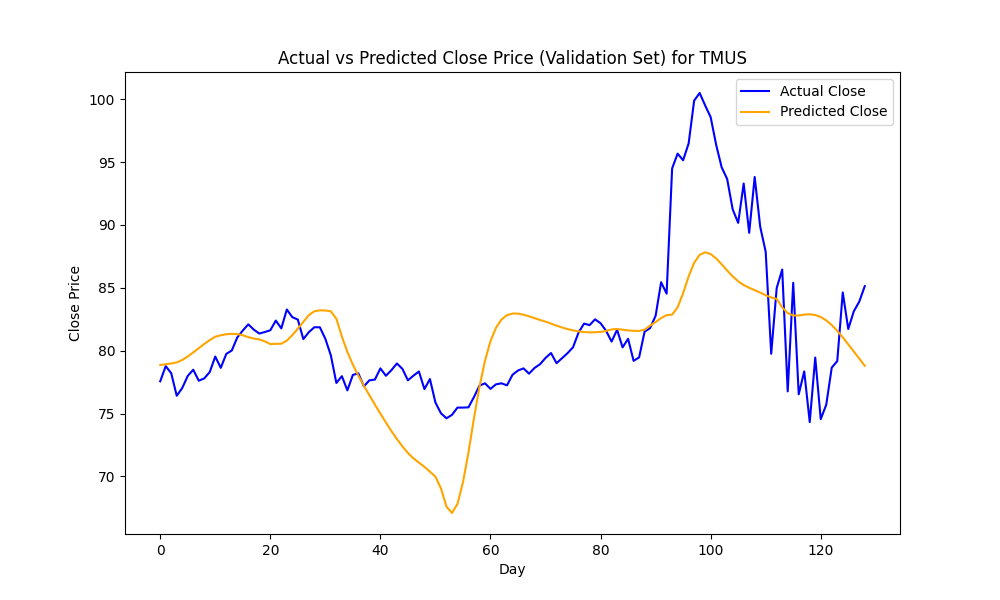 Actual vs Predicted Close Price (Validation Set) for TMUS
Actual Close
Predicted Close
Close Price
100
95
90
85
80
75
70
0 20 40 60 80 100 120
Day